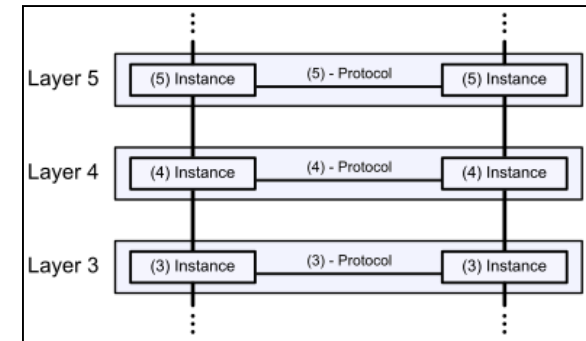 Layer 5
(5) Instance
(5) - Protocol
(5) Instance
Layer 4
(4) Instance
(4) - Protocol
(4) Instance
Layer 3
(3) Instance
(3) - Protocol
(3) Instance